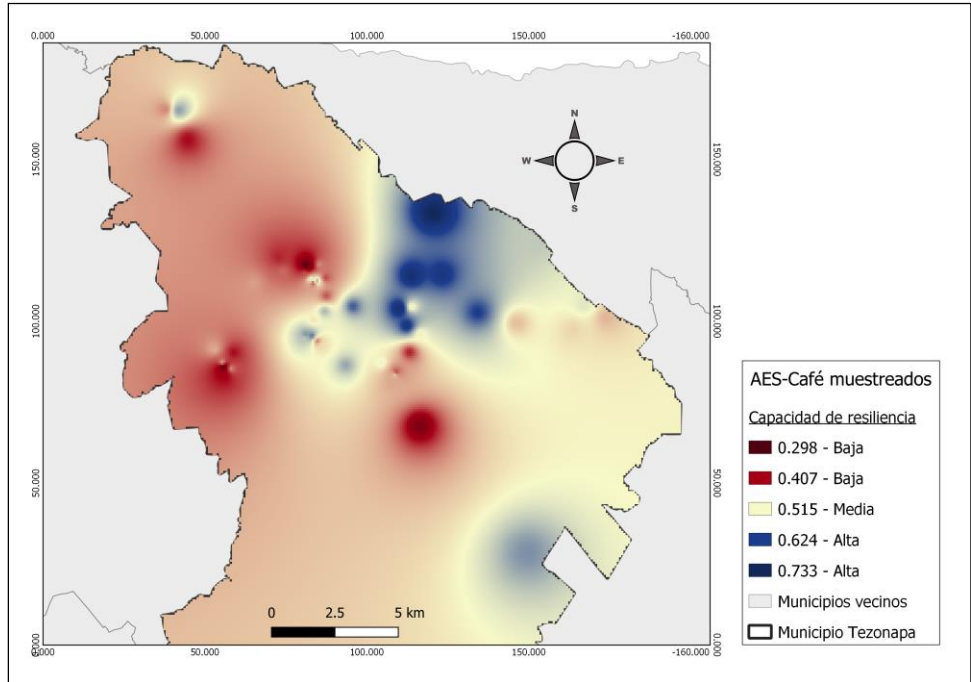 0.000 50.000 100.000 150.000 -160.000
N
W E
S
150.000
150.000
100.000
100.000
50.000
50.000
0.000
0.000
AES-Café muestreados
Capacidad de resiliencia
0.298 - Baja
0.407 - Baja
0.515 - Media
0.624 - Alta
0.733 - Alta
Municipios vecinos
Municipio Tezonapa
0 2.5 5 km
0.000 50.000 100.000 150.000 -160.000